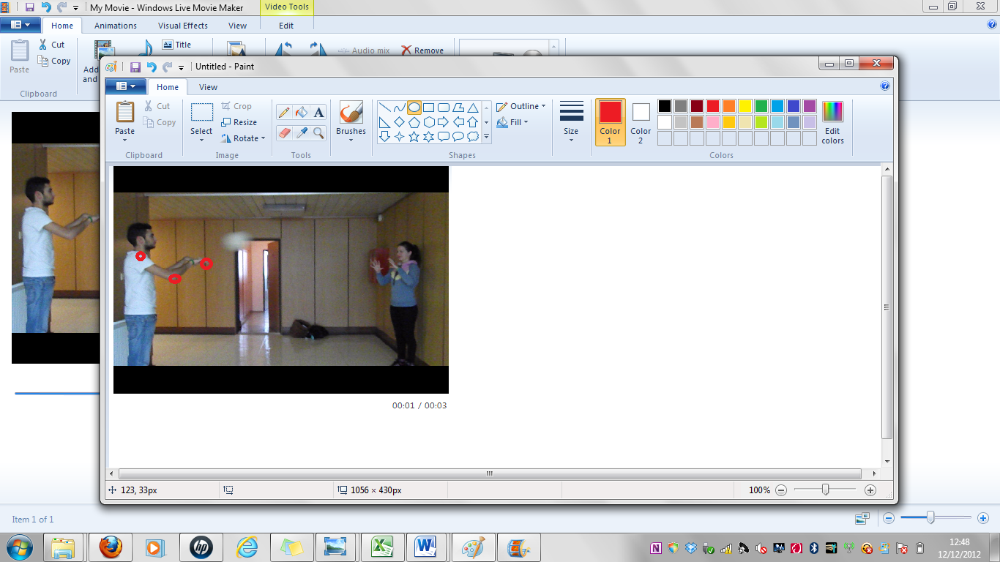 My Movie - Windows Live Movie Maker
Video Tools
Home
Animations
Visual Effects
View
Edit
Paste
Cut
Copy
Clipboard
Add
and
Title
Audio mix
Remove
Untitled - Paint
Home
View
Paste
Cut
Copy
Clipboard
Select
Crop
Resize
Rotate
Image
A
Tools
Brushes
Shapes
Outline
Fill
Size
Color
1
Color
2
Colors
Edit
colors
00:01 / 00:03
123, 33px
1056 × 430px
100%
Item 1 of 1
hp
W
N
12:48
12/12/2012